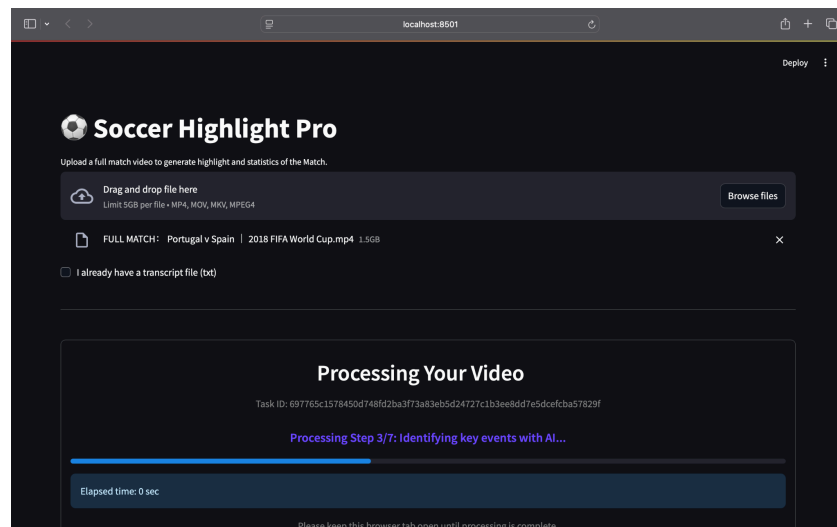 localhost:8501
Deploy
Soccer Highlight Pro
Upload a full match video to generate highlight and statistics of the Match.
Drag and drop file here
Limit 5GB per file • MP4, MOV, MKV, MPEG4
Browse files
FULL MATCH： Portugal v Spain ｜ 2018 FIFA World Cup.mp4 1.5GB
I already have a transcript file (txt)
Processing Your Video
Task ID: 697765c1578450d748fd2ba3f73a83eb5d24727c1b3ee8dd7e5dcefcba57829f
Processing Step 3/7: Identifying key events with AI...
Elapsed time: 0 sec
Please keep this browser tab open until processing is complete